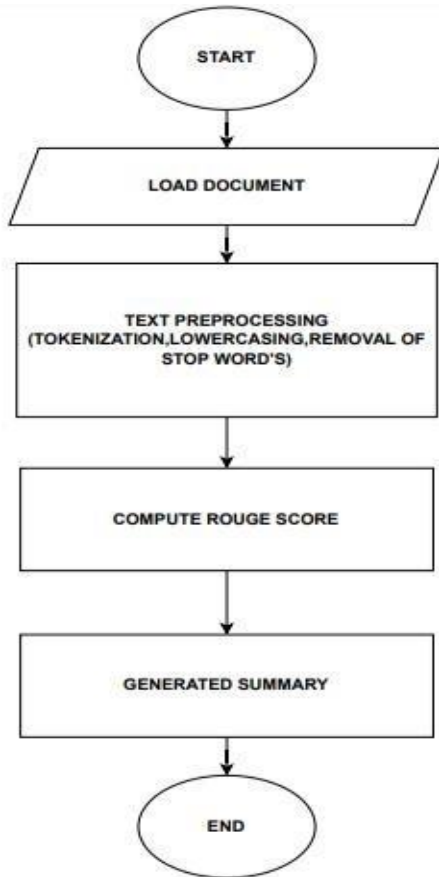 START
LOAD DOCUMENT
TEXT PREPROCESSING
(TOKENIZATION,LOWERCASING,REMOVAL OF
STOP WORD'S)
COMPUTE ROUGE SCORE
GENERATED SUMMARY
END